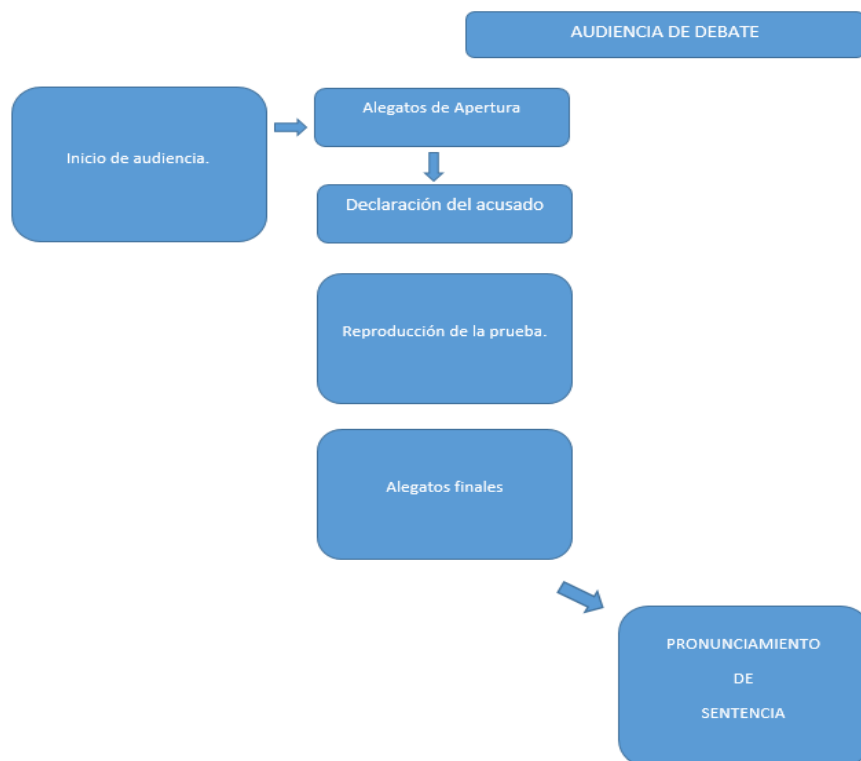 AUDIENCIA DE DEBATE
Inicio de audiencia.
Alegatos de Apertura
Declaración del acusado
Reproducción de la prueba.
Alegatos finales
PRONUNCIAMIENTO
DE
SENTENCIA